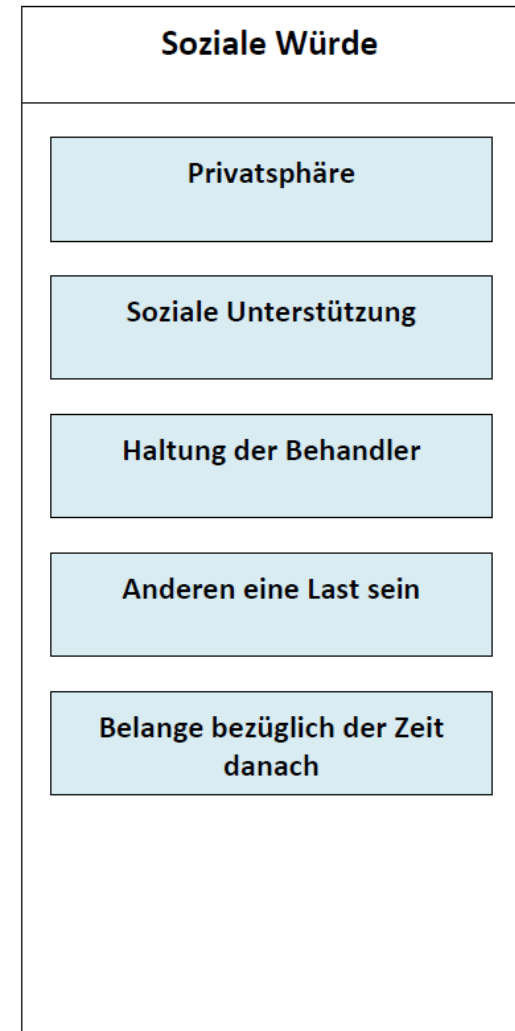 Soziale Würde
Privatsphäre
Soziale Unterstützung
Haltung der Behandler
Anderen eine Last sein
Belange bezüglich der Zeit
danach